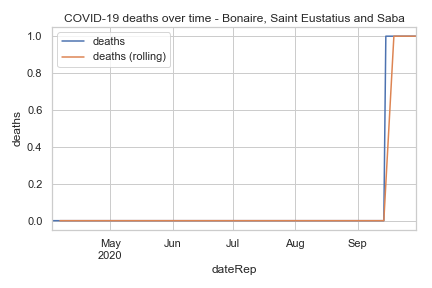 COVID-19 deaths over time - Bonaire, Saint Eustatius and Saba
deaths
deaths (rolling)
1.0
0.8
0.6
0.4
0.2
0.0
deaths
May
2020
Jun
Jul
Aug
Sep
dateRep